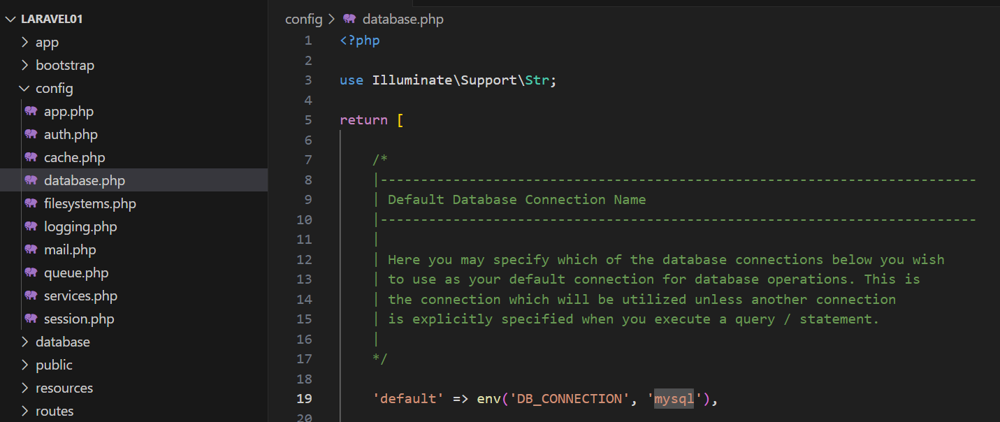 LARAVEL01
app
bootstrap
config
app.php
auth.php
cache.php
database.php
filesystems.php
logging.php
mail.php
queue.php
services.php
session.php
database
public
resources
routes
config > database.php
1 <?php
2
3 use Illuminate\Support\Str;
4
5 return [
6
7 /*
8 |--------------------------------------------------------------------------
9 | Default Database Connection Name
10 |--------------------------------------------------------------------------
11 |
12 | Here you may specify which of the database connections below you wish
13 | to use as your default connection for database operations. This is
14 | the connection which will be utilized unless another connection
15 | is explicitly specified when you execute a query / statement.
16 |
17 */
18
19 'default' => env('DB_CONNECTION', 'mysql'),
20